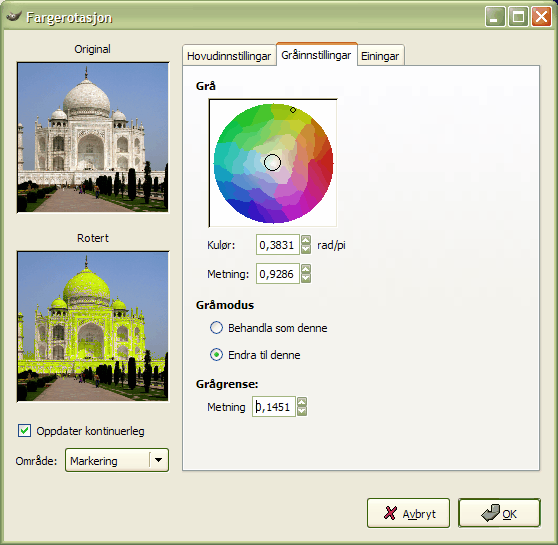 Fargerotasjon
Original
Rotert
Oppdater kontinuerleg
Område: Markering
Hovudinnstillingar Gråinnstillingar Einingar
Grå
Kulør: 0,3831 rad/pi
Metning: 0,9286
Gråmodus
Behandla som denne
Endra til denne
Grågrense:
Metning 0,1451
Avbryt OK